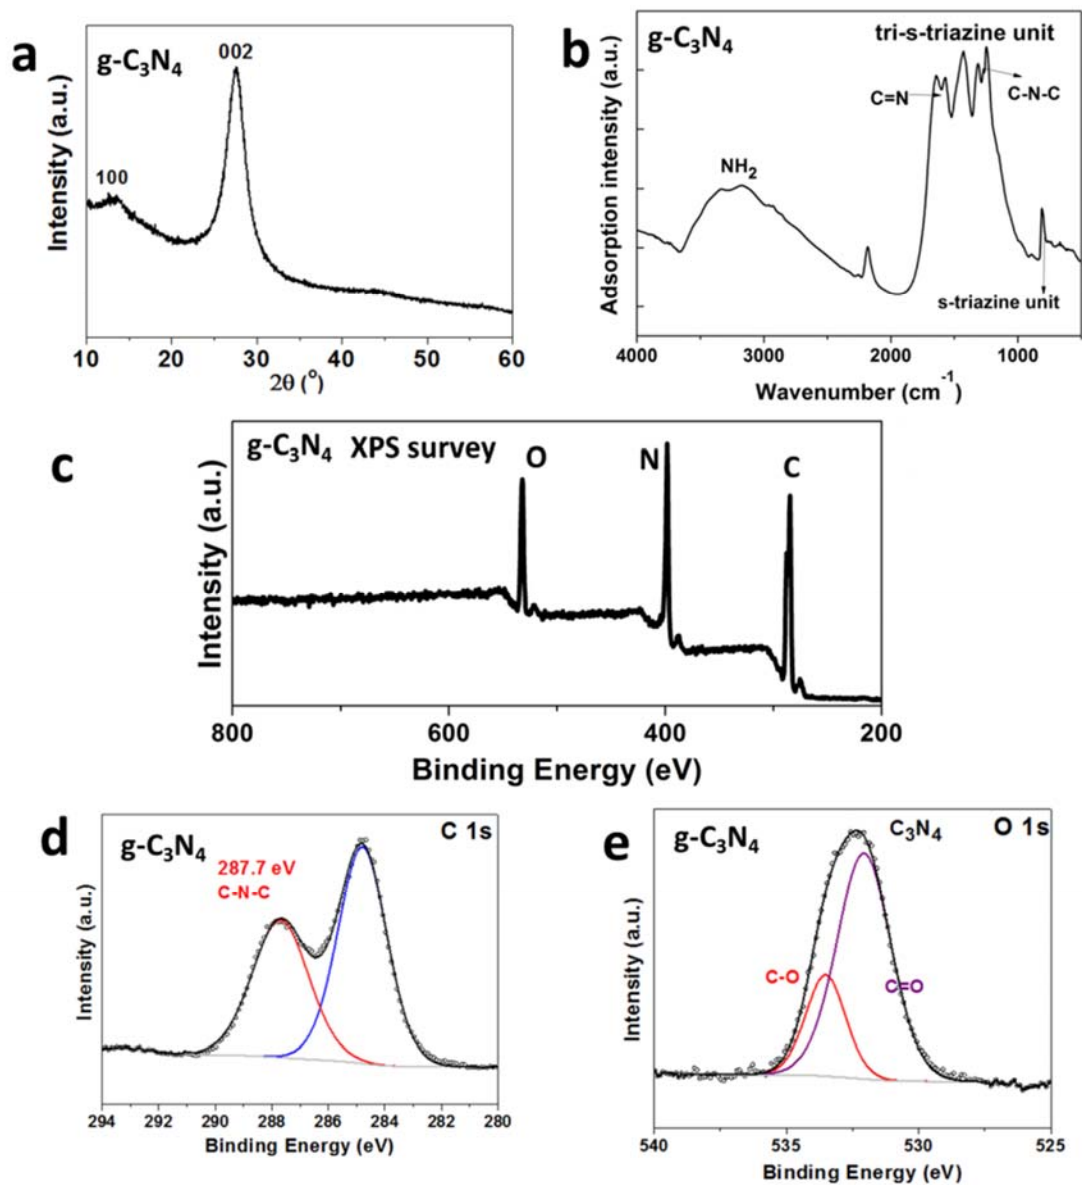 a
g-C₃N₄
002
100
Intensity (a.u.)
10 20 30 40 50 60
2θ (°)
b
g-C₃N₄
tri-s-triazine unit
C=N
C-N-C
NH₂
s-triazine unit
Adsorption intensity (a.u.)
4000 3000 2000 1000
Wavenumber (cm⁻¹)
c
g-C₃N₄ XPS survey
O N C
Intensity (a.u.)
800 600 400 200
Binding Energy (eV)
d
g-C₃N₄
C 1s
287.7 eV
C-N-C
Intensity (a.u.)
294 292 290 288 286 284 282 280
Binding Energy (eV)
e
g-C₃N₄
C₃N₄
O 1s
C-O
C=O
Intensity (a.u.)
540 535 530 525
Binding Energy (eV)